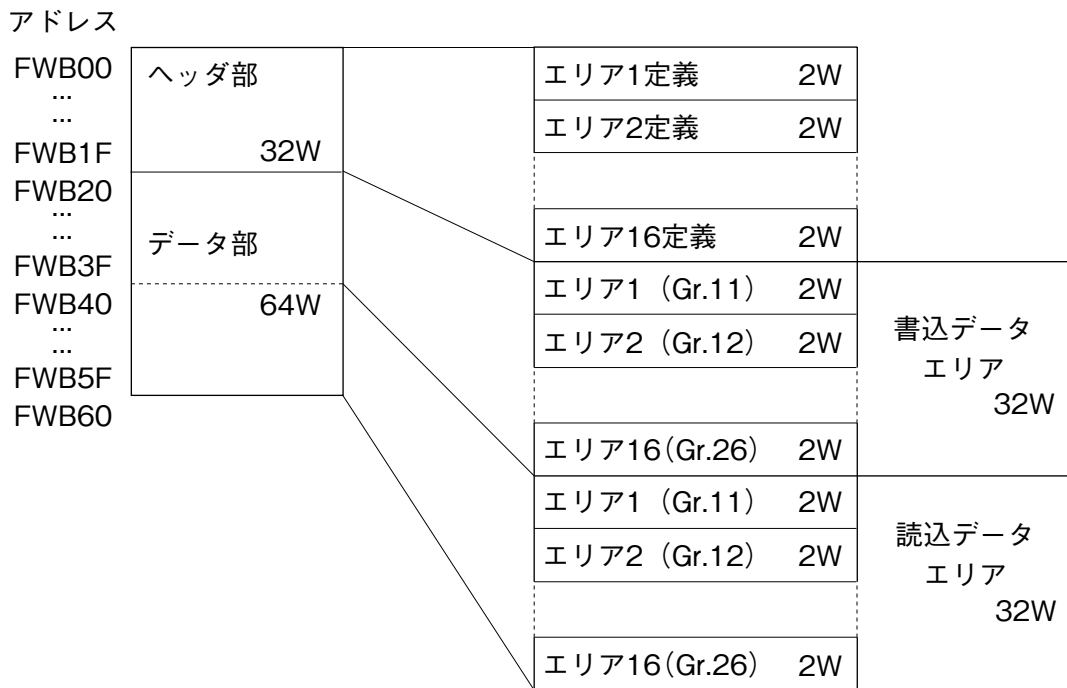 アドレス
FWB00
...
...
FWB1F
FWB20
...
...
FWB3F
FWB40
...
...
FWB5F
FWB60
ヘッダ部
32W
データ部
64W
エリア1定義 2W
エリア2定義 2W
エリア16定義 2W
エリア1（Gr.11） 2W
エリア2（Gr.12） 2W
エリア16(Gr.26) 2W
エリア1（Gr.11） 2W
エリア2（Gr.12） 2W
エリア16(Gr.26) 2W
書込データ
エリア
32W
読込データ
エリア
32W